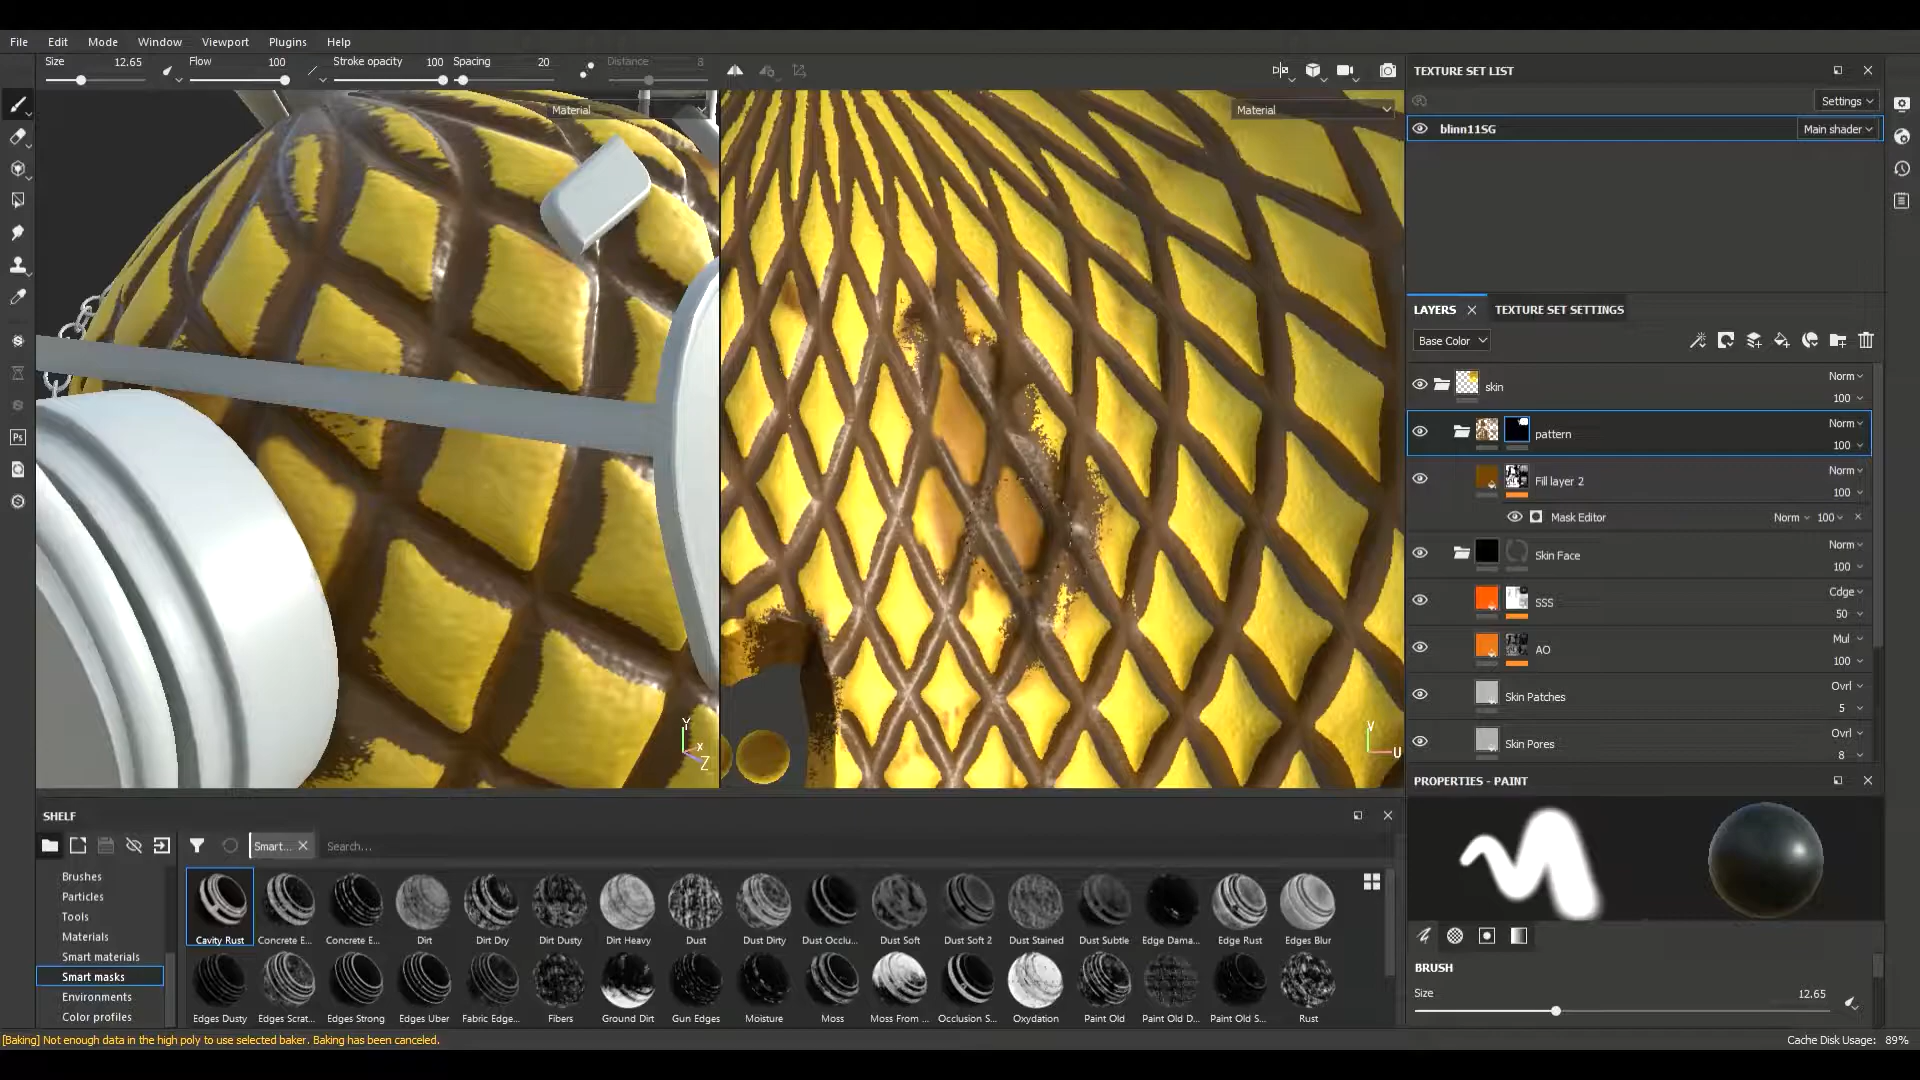 File Edit Mode Window Viewport Plugins Help
Size 12.65 Flow 100 Stroke opacity 100 Spacing 20 Distance 8
Material
Material
Y
x
Z
V
U
TEXTURE SET LIST
Settings
blinn11SG Main shader
LAYERS TEXTURE SET SETTINGS
Base Color
skin Norm 100
pattern Norm 100
Fill layer 2 Norm 100
Mask Editor Norm 100
Skin Face Norm 100
SSS Cdge 50
AO Mul 100
Skin Patches Ovrl 5
Skin Pores Ovrl 8
PROPERTIES - PAINT
BRUSH
Size 12.65
Ps
SHELF
Smart... Search...
Brushes
Particles
Tools
Materials
Smart materials
Smart masks
Environments
Color profiles
Cavity Rust Concrete E... Concrete E... Dirt Dirt Dry Dirt Dusty Dirt Heavy Dust Dust Dirty Dust Occlu... Dust Soft Dust Soft 2 Dust Stained Dust Subtle Edge Dama... Edge Rust Edges Blur
Edges Dusty Edges Scrat... Edges Strong Edges Uber Fabric Edge... Fibers Ground Dirt Gun Edges Moisture Moss Moss From ... Occlusion S... Oxydation Paint Old Paint Old D... Paint Old S... Rust
[Baking] Not enough data in the high poly to use selected baker. Baking has been canceled.
Cache Disk Usage: 89%